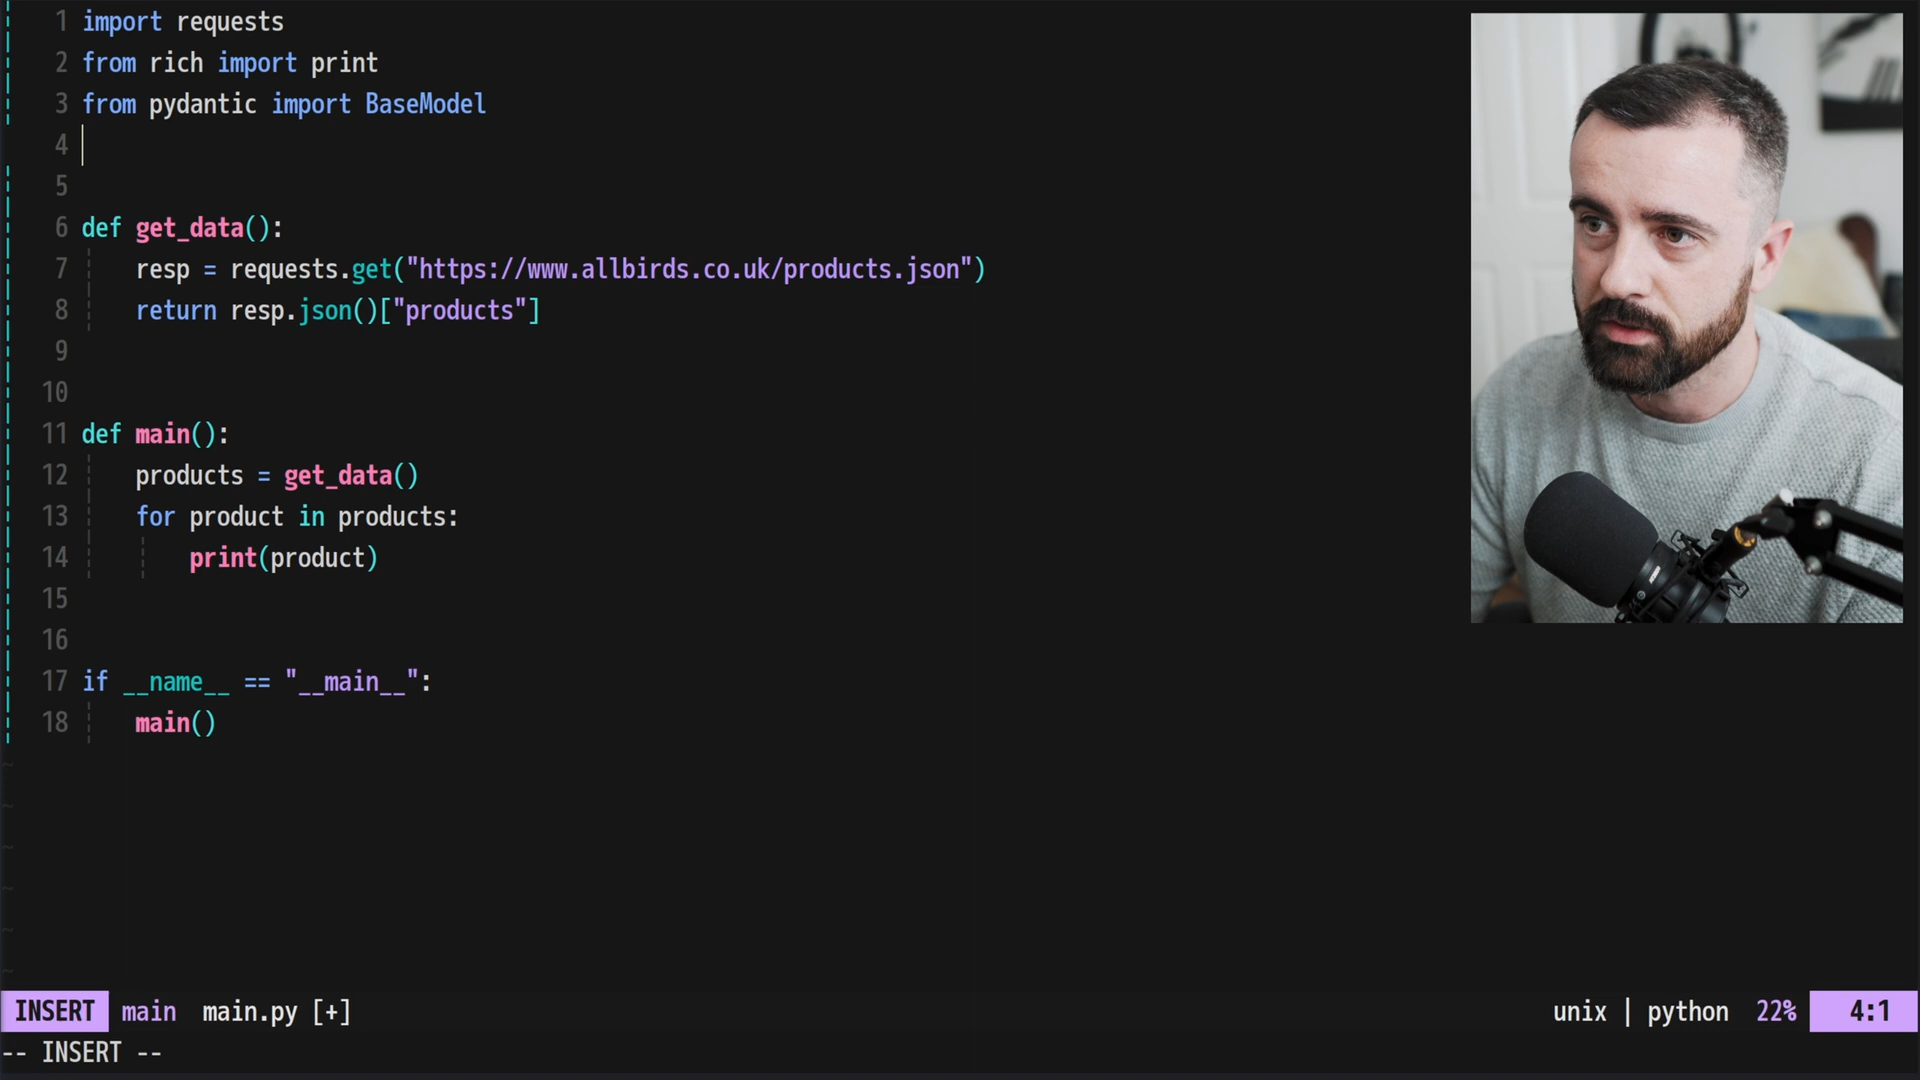 1 import requests
2 from rich import print
3 from pydantic import BaseModel
4
5
6 def get_data():
7 resp = requests.get("https://www.allbirds.co.uk/products.json")
8 return resp.json()["products"]
9
10
11 def main():
12 products = get_data()
13 for product in products:
14 print(product)
15
16
17 if __name__ == "__main__":
18 main()
~
~
~
~
~
~
INSERT main main.py [+] unix | python 22% 4:1
-- INSERT --